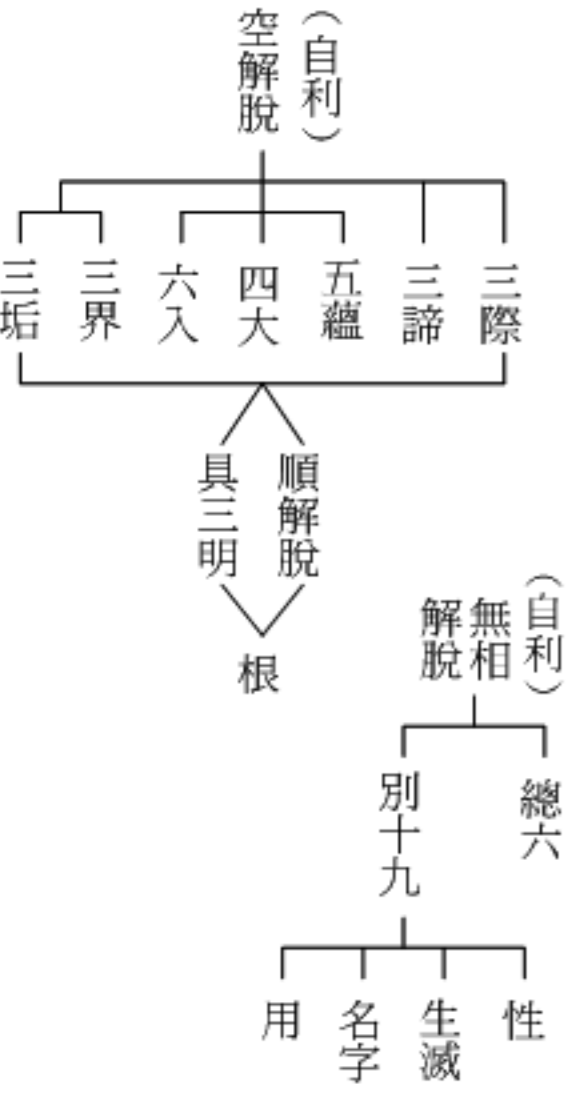 （自利）
空解脫
三際
三諦
五蘊
四大
六入
三界
三垢
順解脫
具三明
根
（自利）
無相
解脫
總六
別十九
性
生滅
名字
用